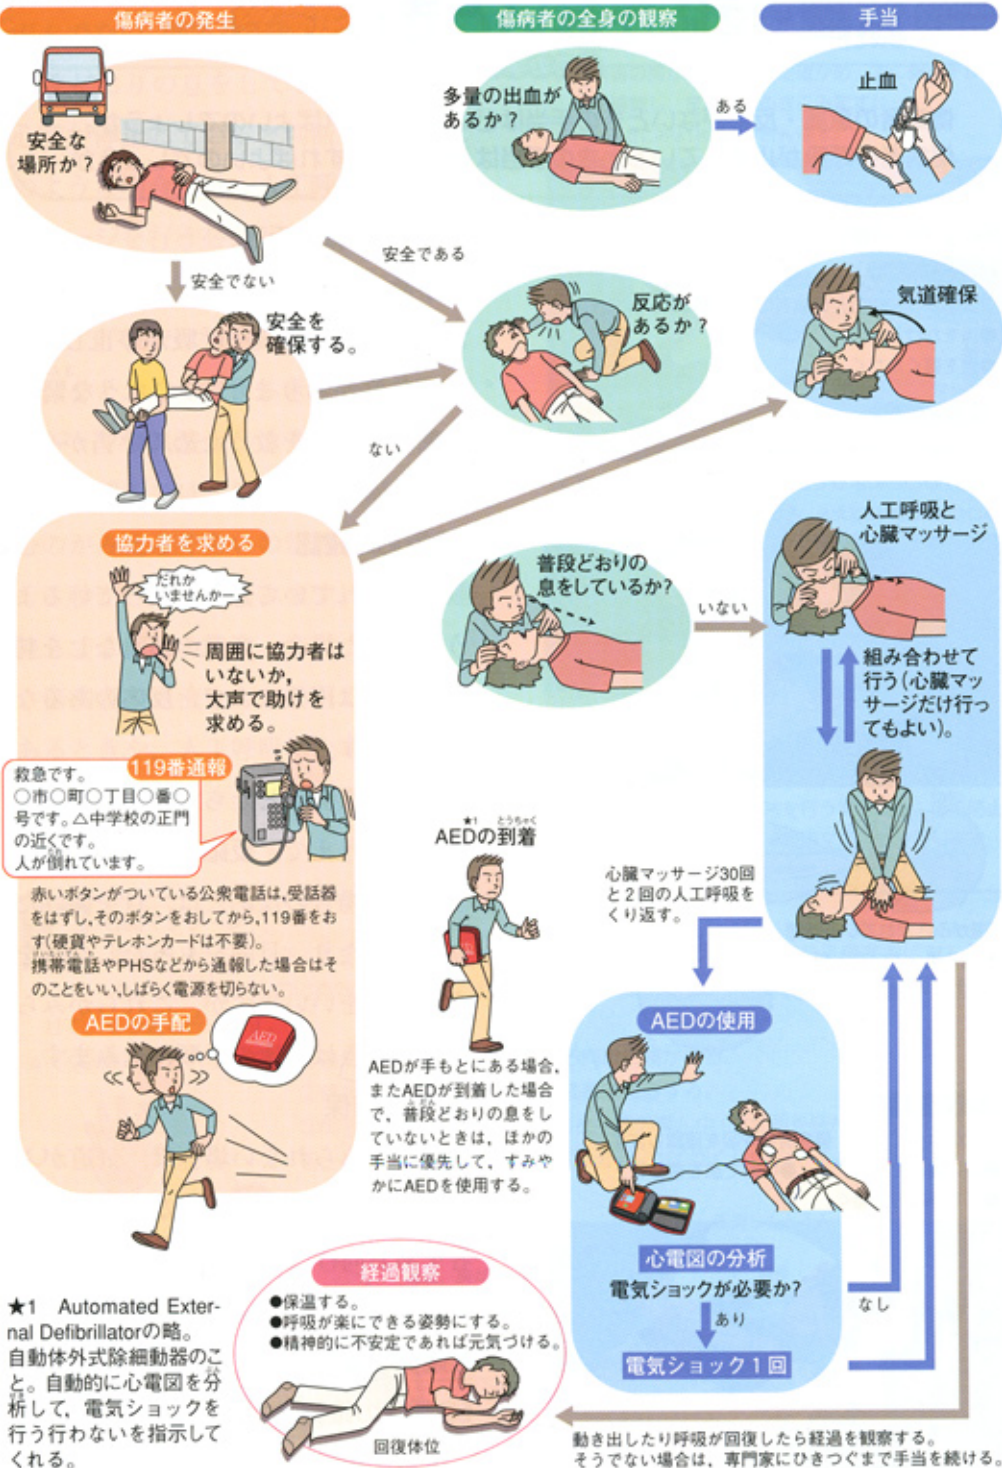 傷病者の発生
安全な
場所か？
安全でない
安全である
安全を
確保する。
傷病者の全身の観察
多量の出血が
あるか？
ある
手当
止血
反応が
あるか？
ない
気道確保
協力者を求める
だれか
いませんかー
周囲に協力者は
いないか，
大声で助けを
求める。
119番通報
救急です。
○市○町○丁目○番○
号です。△中学校の正門
の近くです。
人が倒れています。
たお
赤いボタンがついている公衆電話は，受話器
をはずし，そのボタンをおしてから，119番をお
す（硬貨やテレホンカードは不要）。
けいたいでんわ
携帯電話やPHSなどから通報した場合はそ
のことをいい，しばらく電源を切らない。
AEDの手配
AED
普段どおりの
息をしているか？
いない
人工呼吸と
心臓マッサージ
組み合わせて
行う（心臓マッ
サージだけ行っ
てもよい）。
心臓マッサージ30回
と２回の人工呼吸を
くり返す。
★1 とうちゃく
AEDの到着
AEDが手もとにある場合，
またAEDが到着した場合
ふだん
で，普段どおりの息をし
ていないときは，ほかの
手当に優先して，すみや
かにAEDを使用する。
AEDの使用
心電図の分析
電気ショックが必要か？
なし
あり
電気ショック１回
動き出したり呼吸が回復したら経過を観察する。
そうでない場合は，専門家にひきつぐまで手当を続ける。
経過観察
●保温する。
●呼吸が楽にできる姿勢にする。
●精神的に不安定であれば元気づける。
回復体位
★1　Automated Exter-
nal Defibrillatorの略。
自動体外式除細動器のこ
と。自動的に心電図を分
ぶん
析して，電気ショックを
せき
行う行わないを指示して
くれる。